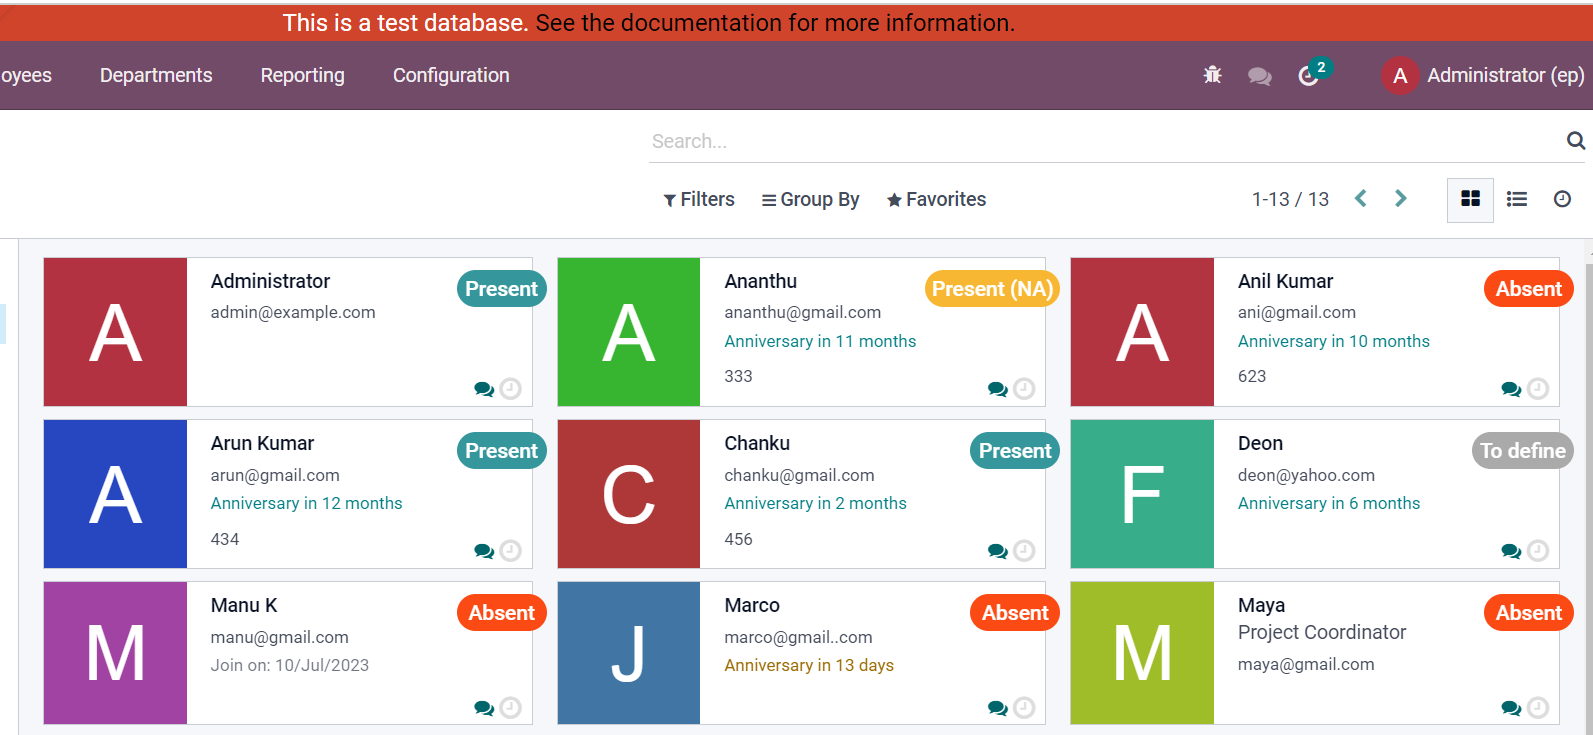 This is a test database. See the documentation for more information.
oyees Departments Reporting Configuration 2 A Administrator (ep)
Search...
Filters Group By Favorites 1-13 / 13
A Administrator Present
admin@example.com
A Ananthu Present (NA)
ananthu@gmail.com
Anniversary in 11 months
333
A Anil Kumar Absent
ani@gmail.com
Anniversary in 10 months
623
A Arun Kumar Present
arun@gmail.com
Anniversary in 12 months
434
C Chanku Present
chanku@gmail.com
Anniversary in 2 months
456
F Deon To define
deon@yahoo.com
Anniversary in 6 months
M Manu K Absent
manu@gmail.com
Join on: 10/Jul/2023
J Marco Absent
marco@gmail..com
Anniversary in 13 days
M Maya Absent
Project Coordinator
maya@gmail.com